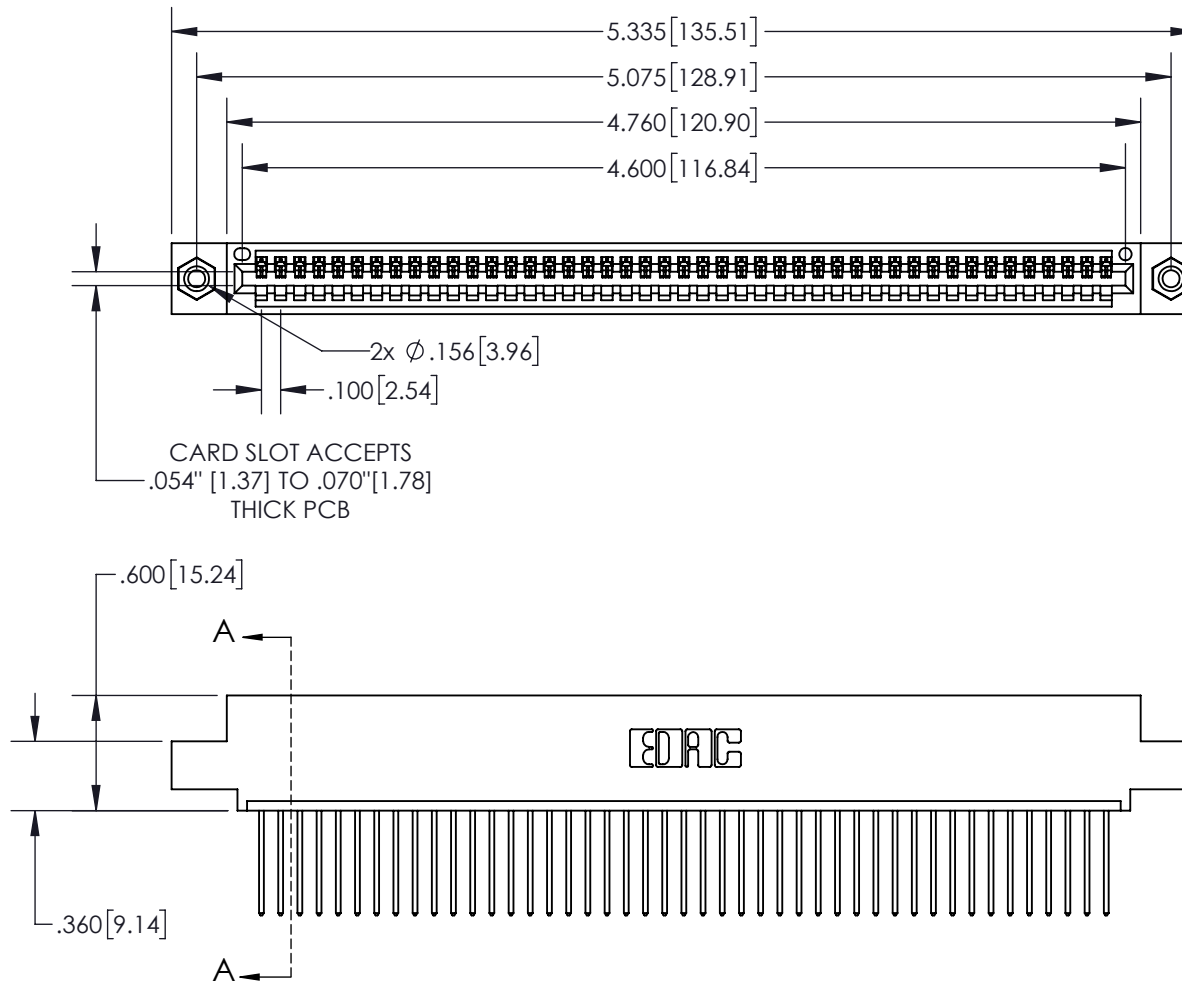 5.335[135.51]
5.075[128.91]
4.760[120.90]
4.600[116.84]
2x Ø.156[3.96]
.100[2.54]
CARD SLOT ACCEPTS
.054" [1.37] TO .070"[1.78]
THICK PCB
.600[15.24]
A
EDAC
.360[9.14]
A